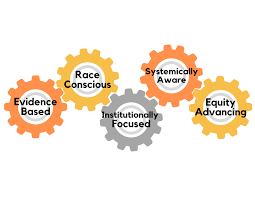 Evidence
Based
Race
Conscious
Institutionally
Focused
Systemically
Aware
Equity
Advancing